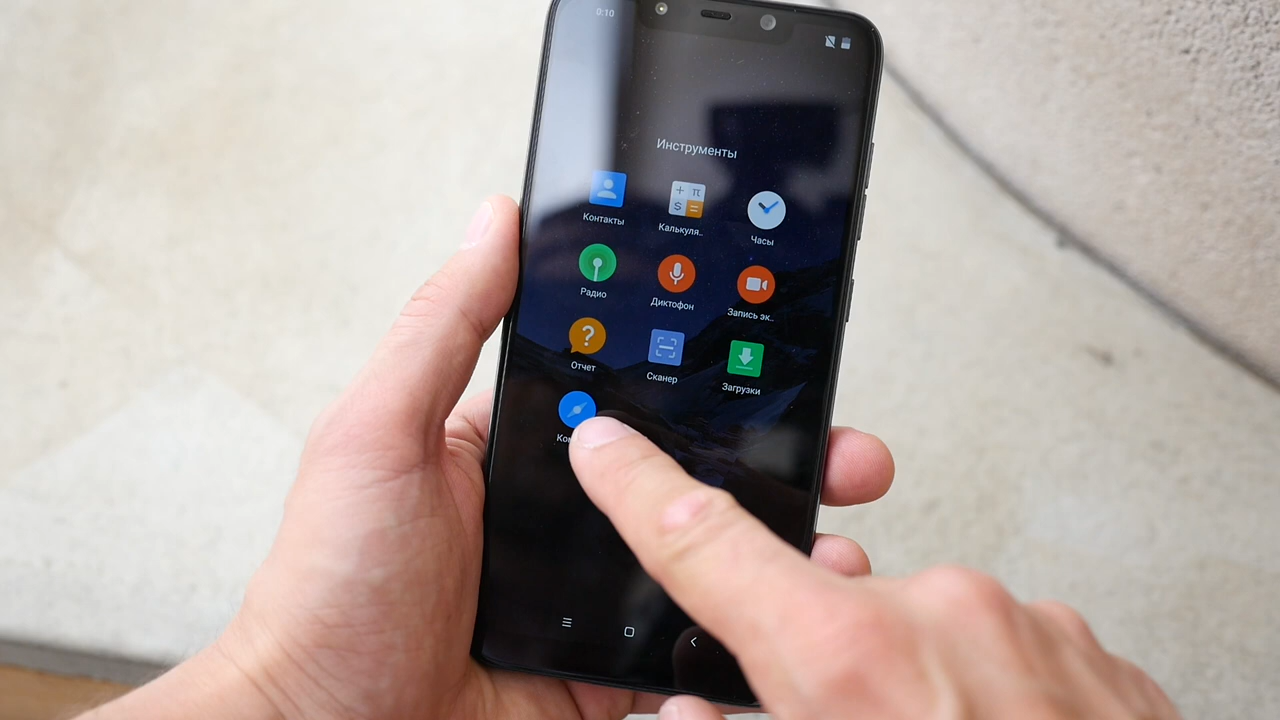 0:10
Инструменты
Контакты
Калькуля..
Часы
Радио
Диктофон
Запись эк..
Отчет
Сканер
Загрузки